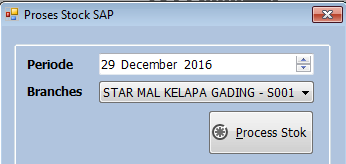 Proses Stock SAP
Periode 29 December 2016
Branches STAR MAL KELAPA GADING - S001
Process Stok